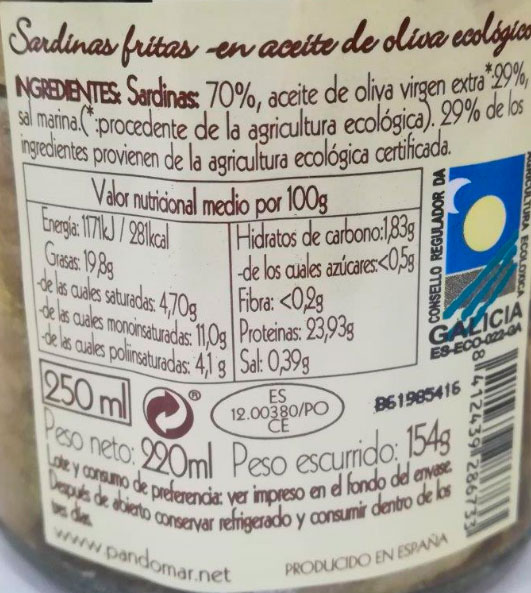 Sardinas fritas en aceite de oliva ecológico
INGREDIENTES: Sardinas: 70%, aceite de oliva virgen extra*29%,
sal marina.(*:procedente de la agricultura ecológica). 29% de los
ingredientes provienen de la agricultura ecológica certificada.
Valor nutricional medio por 100g
Energía: 1171kJ / 281kcal
Grasas: 19,8g
-de las cuales saturadas: 4,70g
-de las cuales monoinsaturadas: 11,0g
-de las cuales poliinsaturadas: 4,1 g
Hidratos de carbono:1,83g
-de los cuales azúcares:<0,5g
Fibra: <0,2g
Proteinas: 23,93g
Sal: 0,39g
CONSELLO REGULADOR DA
AGRICULTURA ECOLÓXICA
GALICIA
ES-ECO-022-GA
250 ml
®
ES
12.00380/PO
CE
B61985416
8 412439 286733
Peso neto: 220ml Peso escurrido: 154g
Lote y consumo de preferencia: ver impreso en el fondo del envase.
Después de abierto conservar refrigerado y consumir dentro de los
tres días.
www.pandomar.net
PRODUCIDO EN ESPAÑA